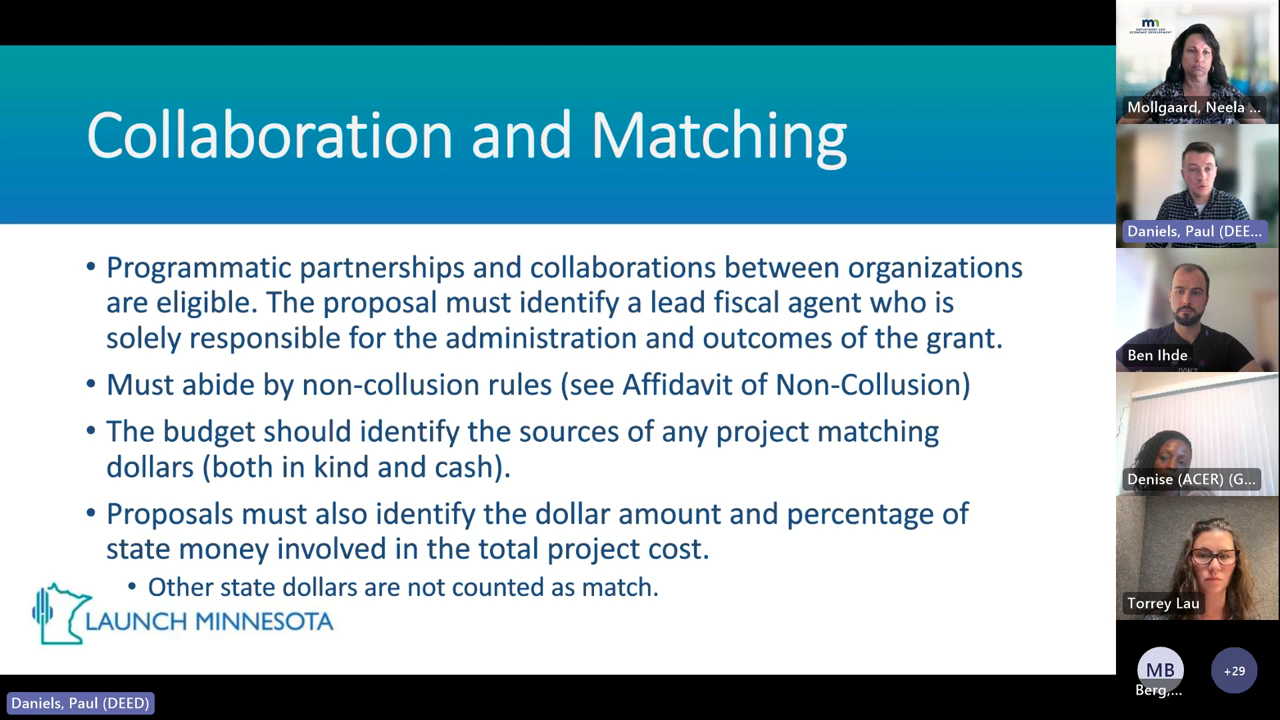 Collaboration and Matching
• Programmatic partnerships and collaborations between organizations
are eligible. The proposal must identify a lead fiscal agent who is
solely responsible for the administration and outcomes of the grant.
• Must abide by non-collusion rules (see Affidavit of Non-Collusion)
• The budget should identify the sources of any project matching
dollars (both in kind and cash).
• Proposals must also identify the dollar amount and percentage of
state money involved in the total project cost.
• Other state dollars are not counted as match.
LAUNCH MINNESOTA
Daniels, Paul (DEED)
mn
EMPLOYMENT AND
ECONOMIC DEVELOPMENT
Mollgaard, Neela ...
Daniels, Paul (DEE...
Ben Ihde
Denise (ACER) (G...
Torrey Lau
MB
Berg,...
+29